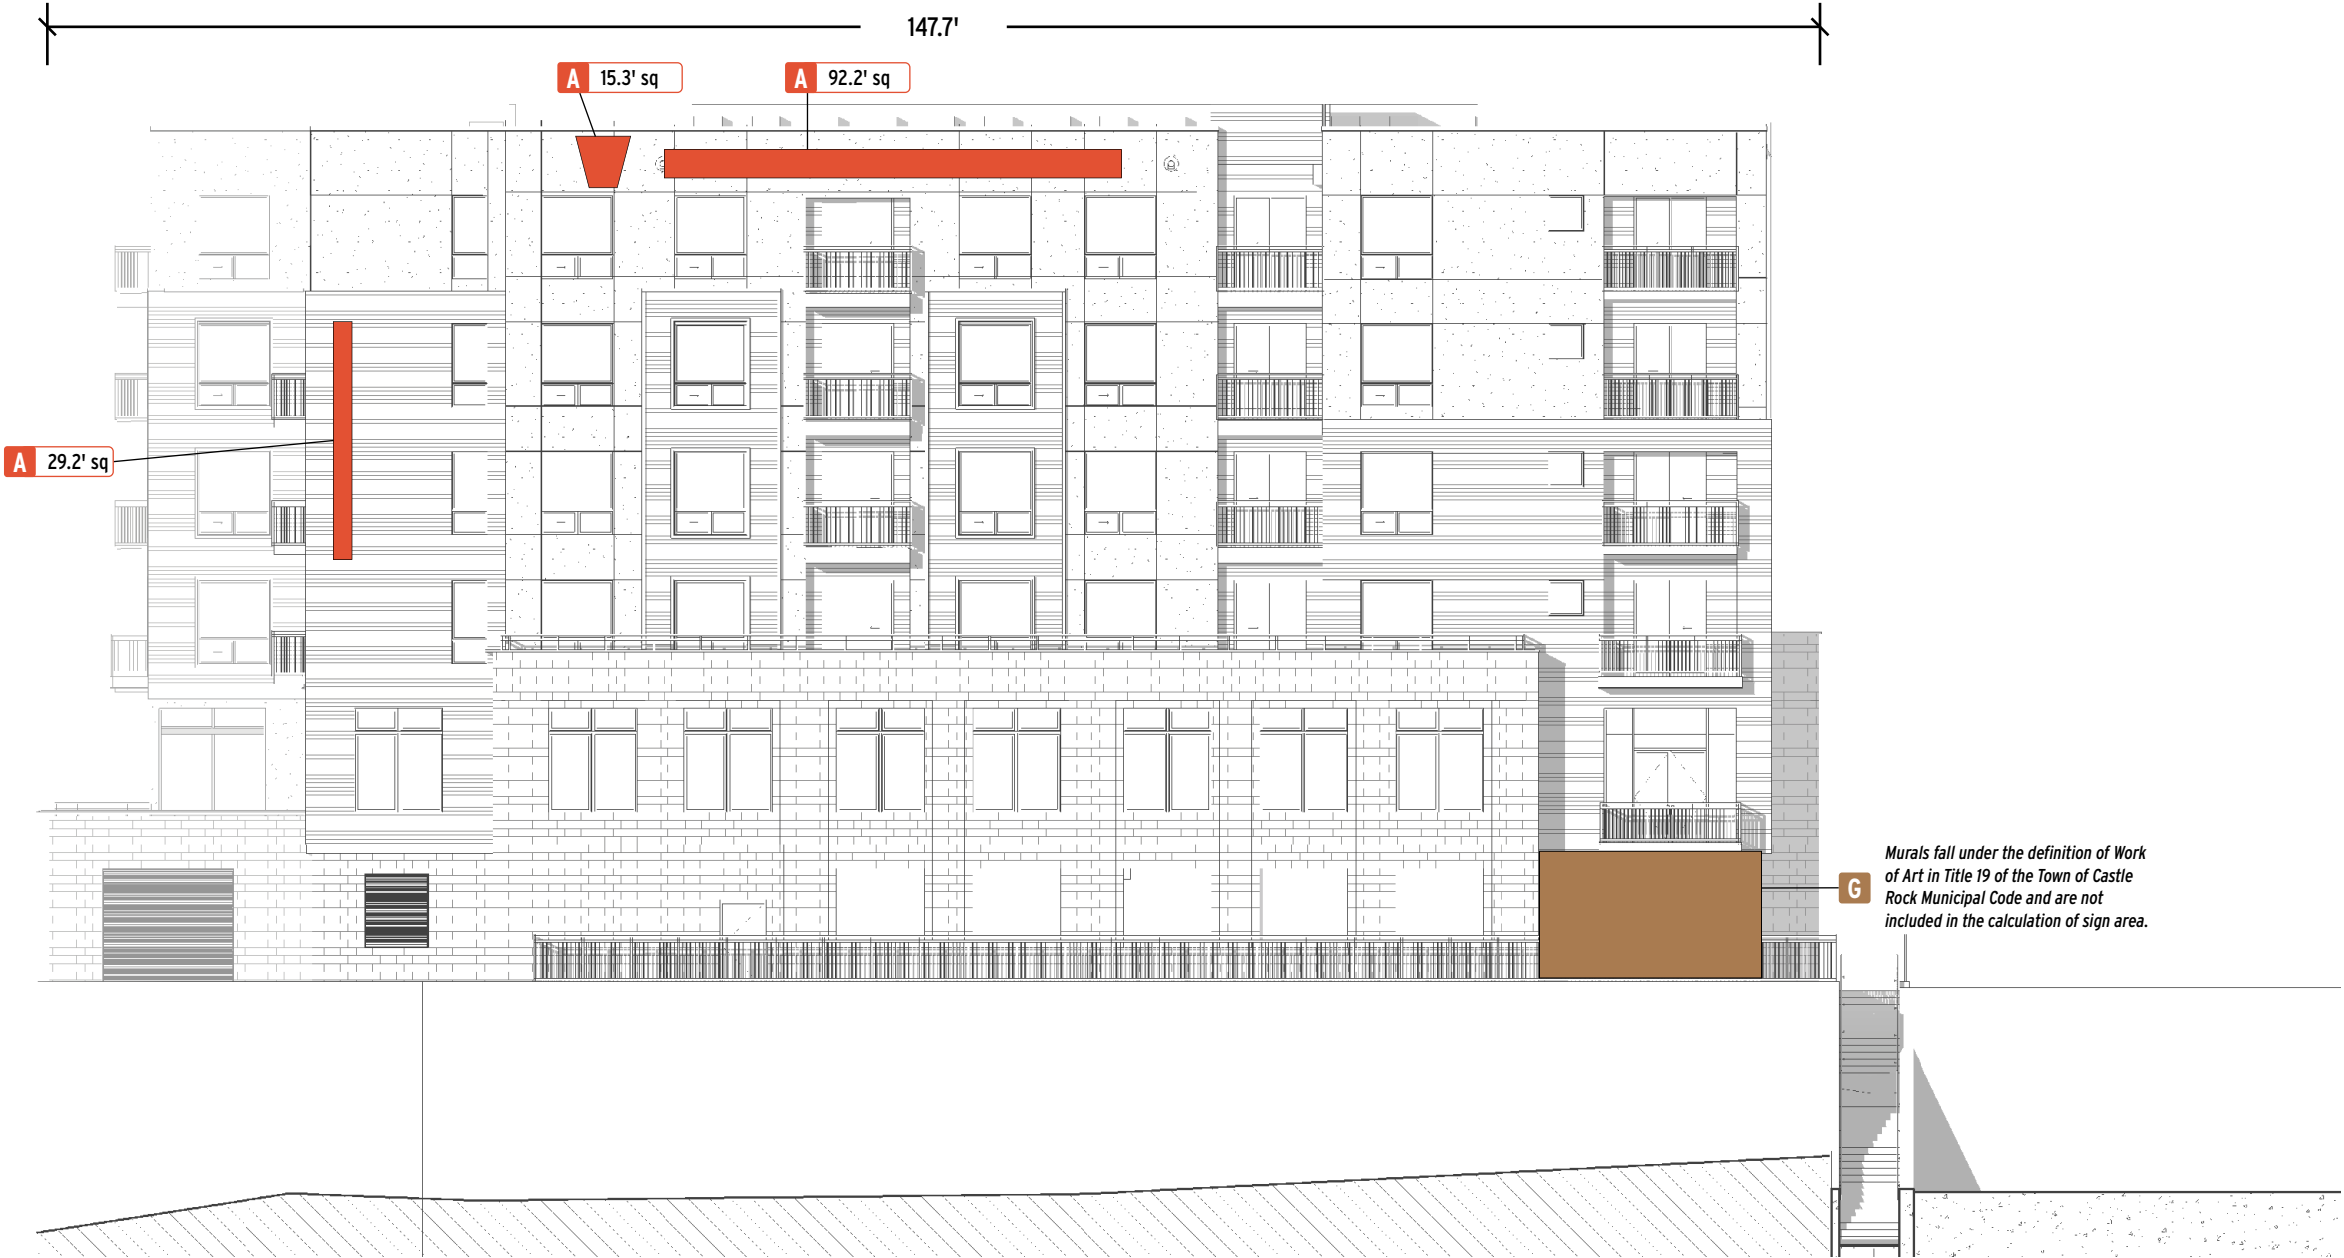 147.7'
A 15.3' sq
A 92.2' sq
A 29.2' sq
G
Murals fall under the definition of Work
of Art in Title 19 of the Town of Castle
Rock Municipal Code and are not
included in the calculation of sign area.